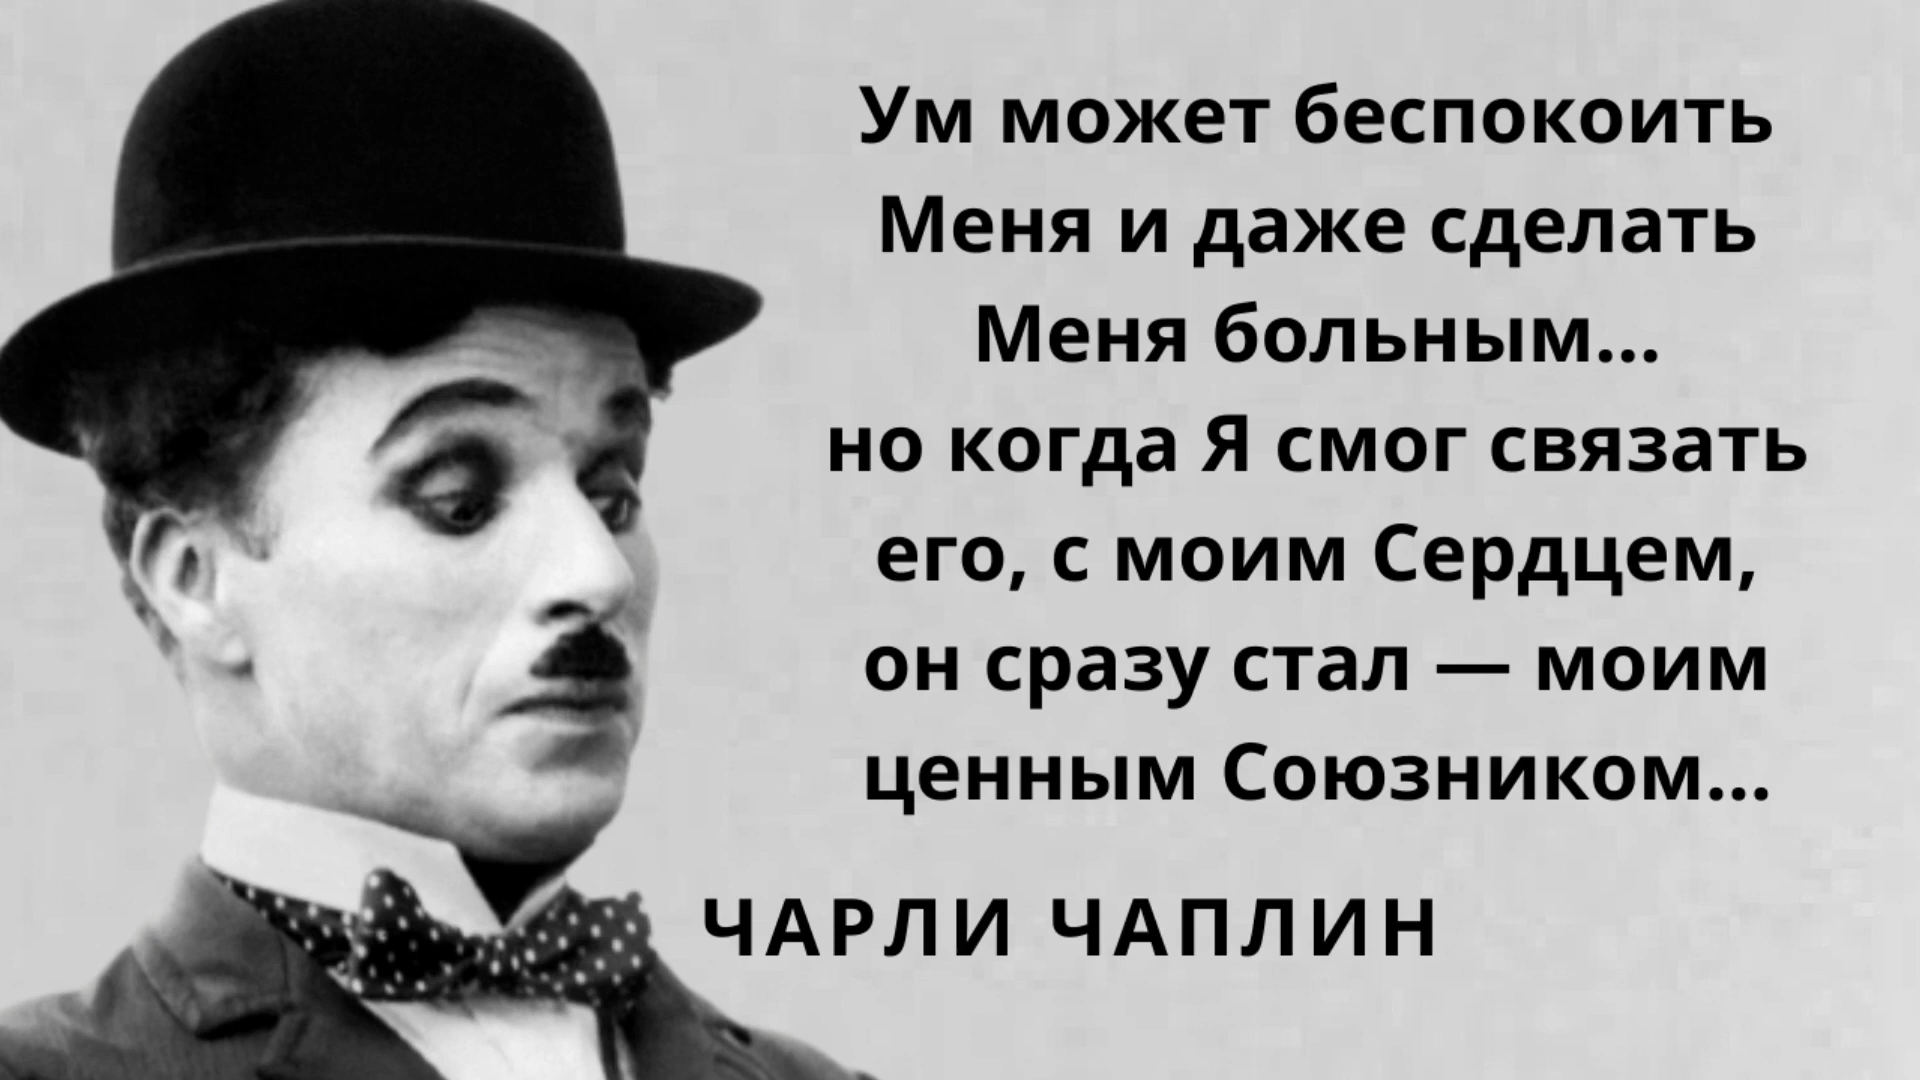 Ум может беспокоить
Меня и даже сделать
Меня больным...
но когда Я смог связать
его, с моим Сердцем,
он сразу стал — моим
ценным Союзником...
ЧАРЛИ ЧАПЛИН